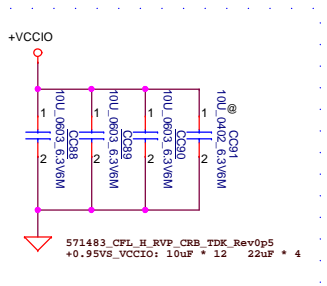 +VCCIO
1
2
10U_0603_6.3V6M
CC88
1
2
10U_0603_6.3V6M
CC89
1
2
10U_0603_6.3V6M
CC90
1
2
@
10U_0402_6.3V6M
CC91
571483_CFL_H_RVP_CRB_TDK_Rev0p5
+0.95VS_VCCIO: 10uF * 12 22uF * 4